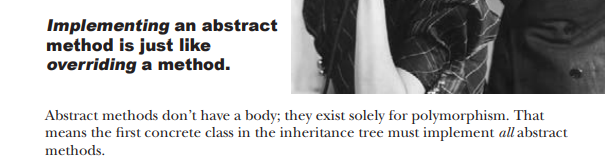 Implementing an abstract
method is just like
overriding a method.
Abstract methods don’t have a body; they exist solely for polymorphism. That
means the first concrete class in the inheritance tree must implement all abstract
methods.